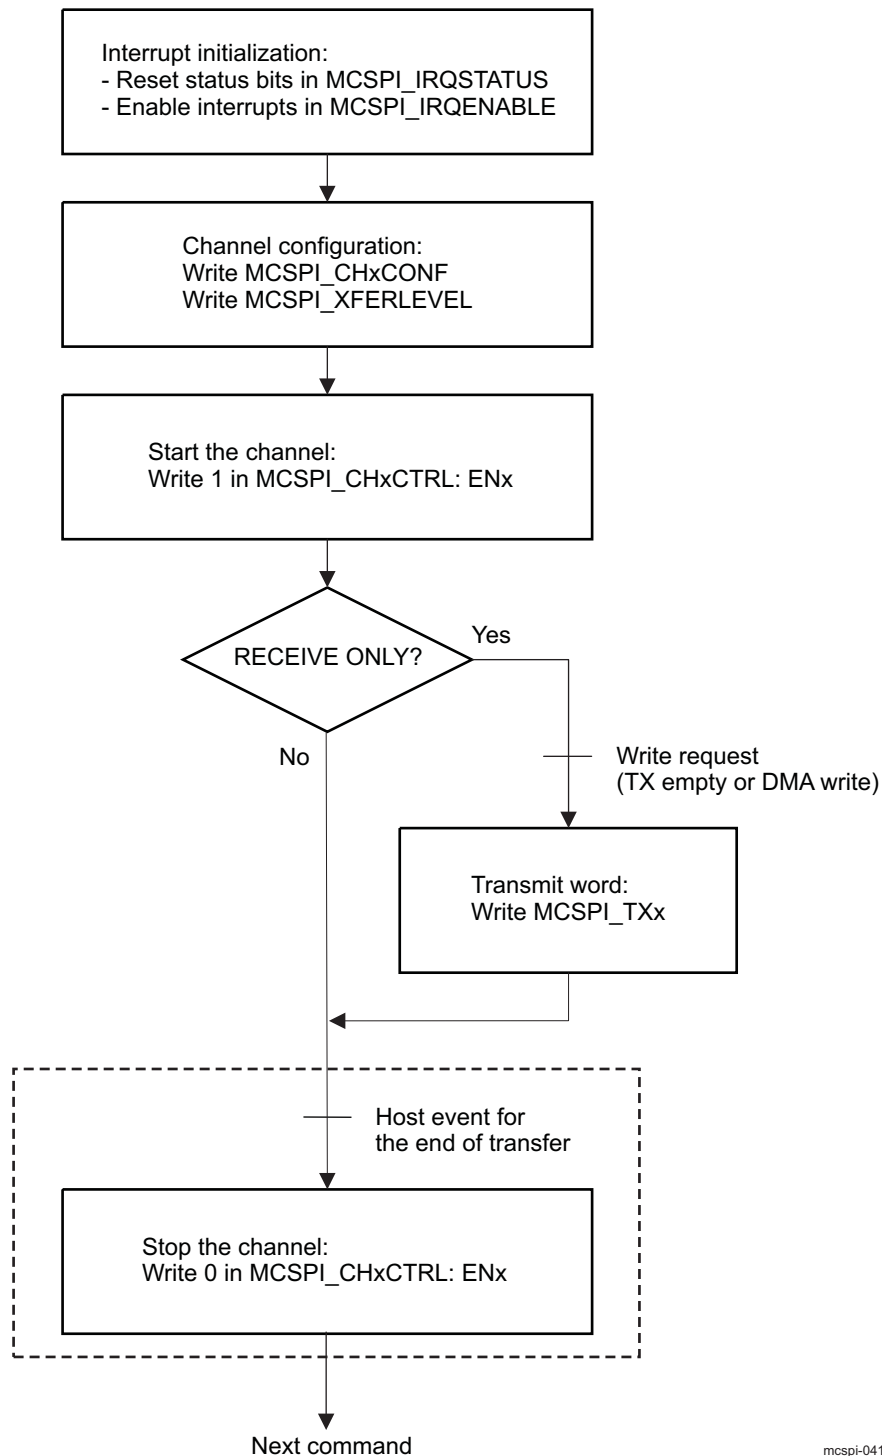 Interrupt initialization:
- Reset status bits in MCSPI_IRQSTATUS
- Enable interrupts in MCSPI_IRQENABLE
Channel configuration:
Write MCSPI_CHxCONF
Write MCSPI_XFERLEVEL
Start the channel:
Write 1 in MCSPI_CHxCTRL: ENx
RECEIVE ONLY?
Yes
No
Write request
(TX empty or DMA write)
Transmit word:
Write MCSPI_TXx
Host event for
the end of transfer
Stop the channel:
Write 0 in MCSPI_CHxCTRL: ENx
Next command
mcspi-041